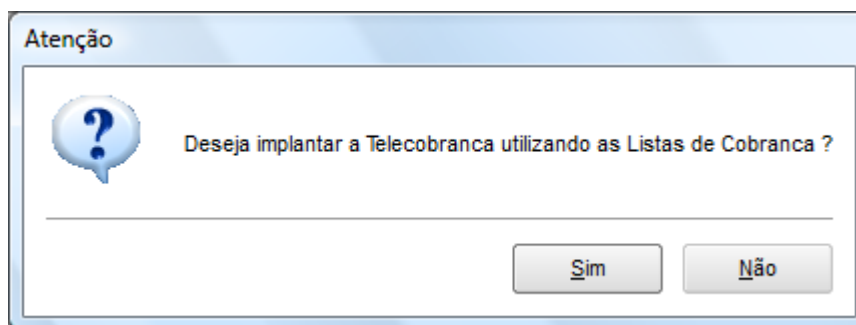 Atenção
Deseja implantar a Telecobranca utilizando as Listas de Cobranca ?
Sim
Não